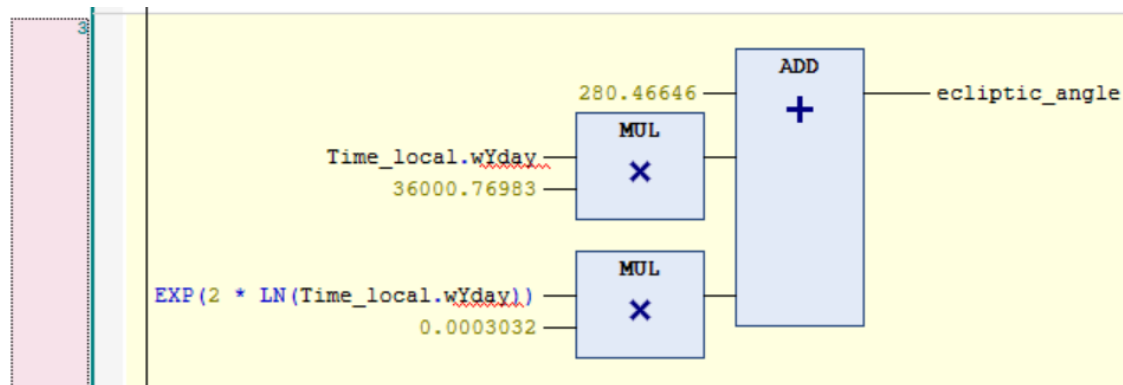 3
ADD
280.46646
+
ecliptic_angle
MUL
Time_local.wYday
×
36000.76983
MUL
EXP(2 * LN(Time_local.wYday))
×
0.0003032